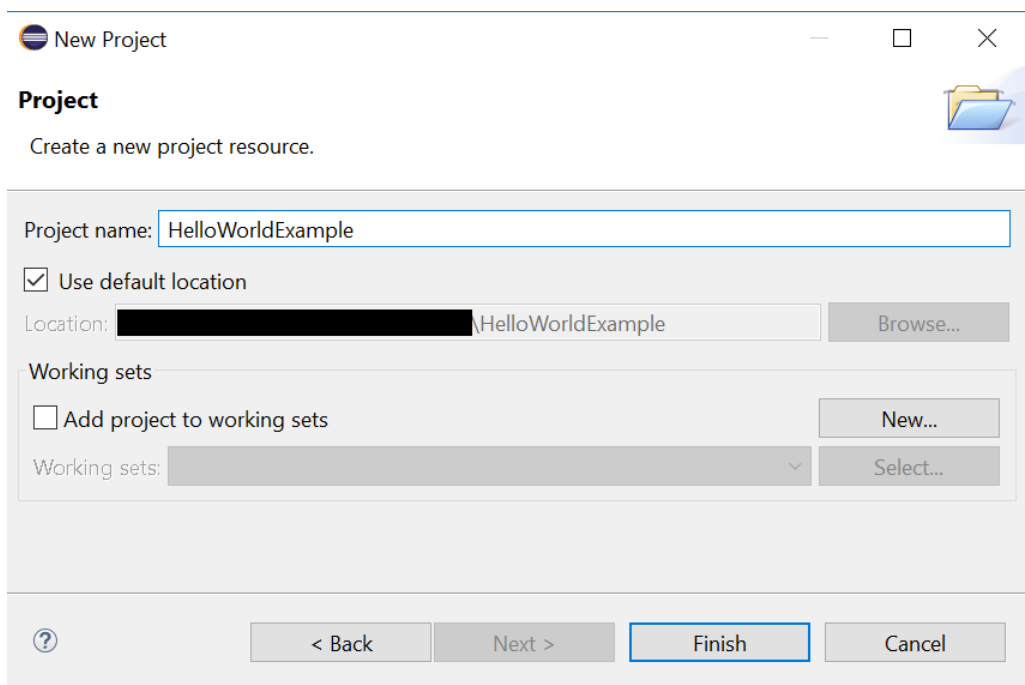 New Project
Project
Create a new project resource.
Project name: HelloWorldExample
Use default location
Location: \HelloWorldExample Browse...
Working sets
Add project to working sets New...
Working sets: Select...
? < Back Next > Finish Cancel